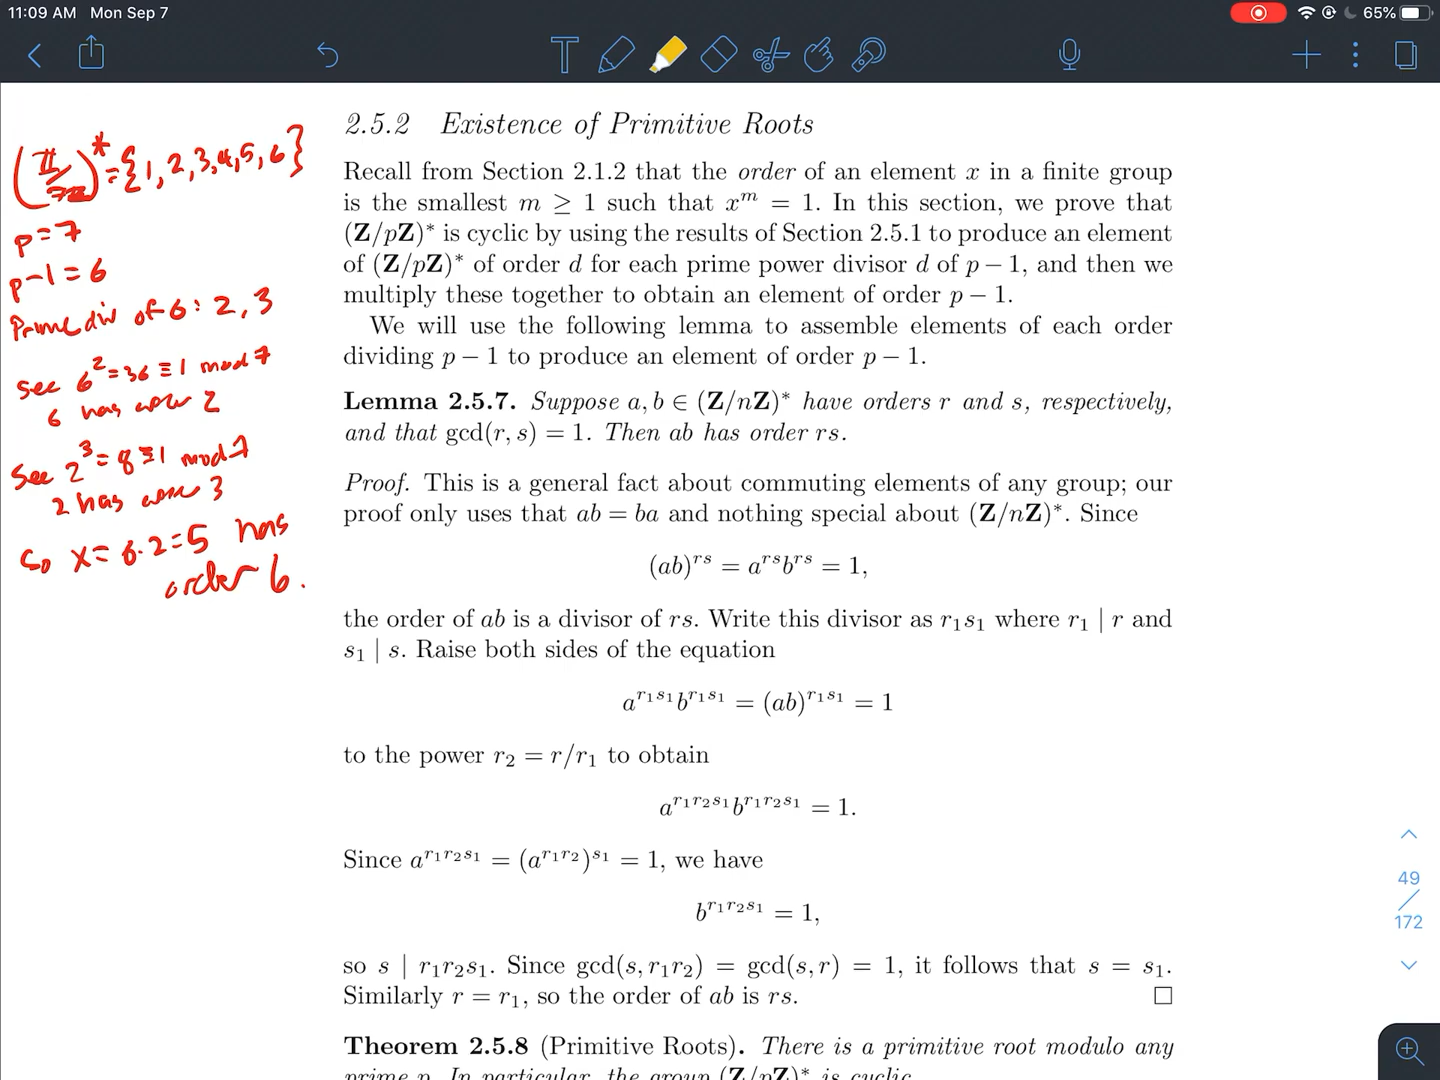 11:09 AM Mon Sep 7
65%
(Z/7Z)* = {1, 2, 3, 4, 5, 6}
p = 7
p-1 = 6
Prime div of 6: 2, 3
See 6² = 36 ≡ 1 mod 7
6 has order 2
See 2³ = 8 ≡ 1 mod 7
2 has order 3
So x = 6·2 = 5 has
order 6.
2.5.2 Existence of Primitive Roots
Recall from Section 2.1.2 that the order of an element x in a finite group
is the smallest m ≥ 1 such that xᵐ = 1. In this section, we prove that
(Z/pZ)* is cyclic by using the results of Section 2.5.1 to produce an element
of (Z/pZ)* of order d for each prime power divisor d of p − 1, and then we
multiply these together to obtain an element of order p − 1.
We will use the following lemma to assemble elements of each order
dividing p − 1 to produce an element of order p − 1.
Lemma 2.5.7. Suppose a, b ∈ (Z/nZ)* have orders r and s, respectively,
and that gcd(r, s) = 1. Then ab has order rs.
Proof. This is a general fact about commuting elements of any group; our
proof only uses that ab = ba and nothing special about (Z/nZ)*. Since
(ab)^{rs} = a^{rs}b^{rs} = 1,
the order of ab is a divisor of rs. Write this divisor as r₁s₁ where r₁ | r and
s₁ | s. Raise both sides of the equation
a^{r₁s₁}b^{r₁s₁} = (ab)^{r₁s₁} = 1
to the power r₂ = r/r₁ to obtain
a^{r₁r₂s₁}b^{r₁r₂s₁} = 1.
Since a^{r₁r₂s₁} = (a^{r₁r₂})^{s₁} = 1, we have
b^{r₁r₂s₁} = 1,
so s | r₁r₂s₁. Since gcd(s, r₁r₂) = gcd(s, r) = 1, it follows that s = s₁.
Similarly r = r₁, so the order of ab is rs. □
Theorem 2.5.8 (Primitive Roots). There is a primitive root modulo any
prime p. In particular, the group (Z/pZ)* is cyclic.
49
/
172